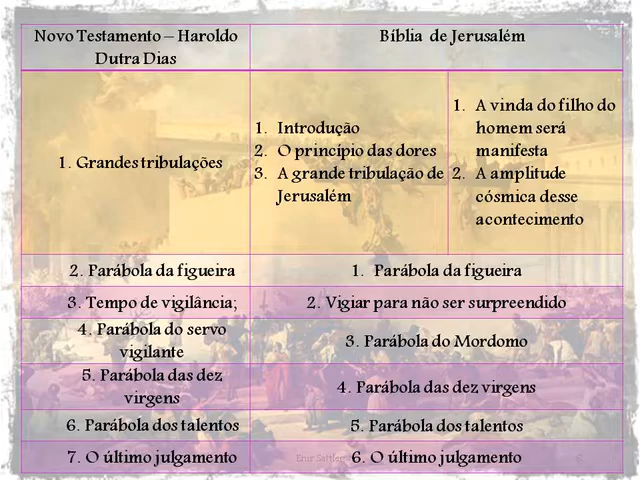 Novo Testamento – Haroldo
Dutra Dias
Bíblia de Jerusalém
1. Grandes tribulações
1. Introdução
2. O princípio das dores
3. A grande tribulação de
Jerusalém
1. A vinda do filho do
homem será
manifesta
2. A amplitude
cósmica desse
acontecimento
2. Parábola da figueira
1. Parábola da figueira
3. Tempo de vigilância;
2. Vigiar para não ser surpreendido
4. Parábola do servo
vigilante
3. Parábola do Mordomo
5. Parábola das dez
virgens
4. Parábola das dez virgens
6. Parábola dos talentos
5. Parábola dos talentos
7. O último julgamento
6. O último julgamento